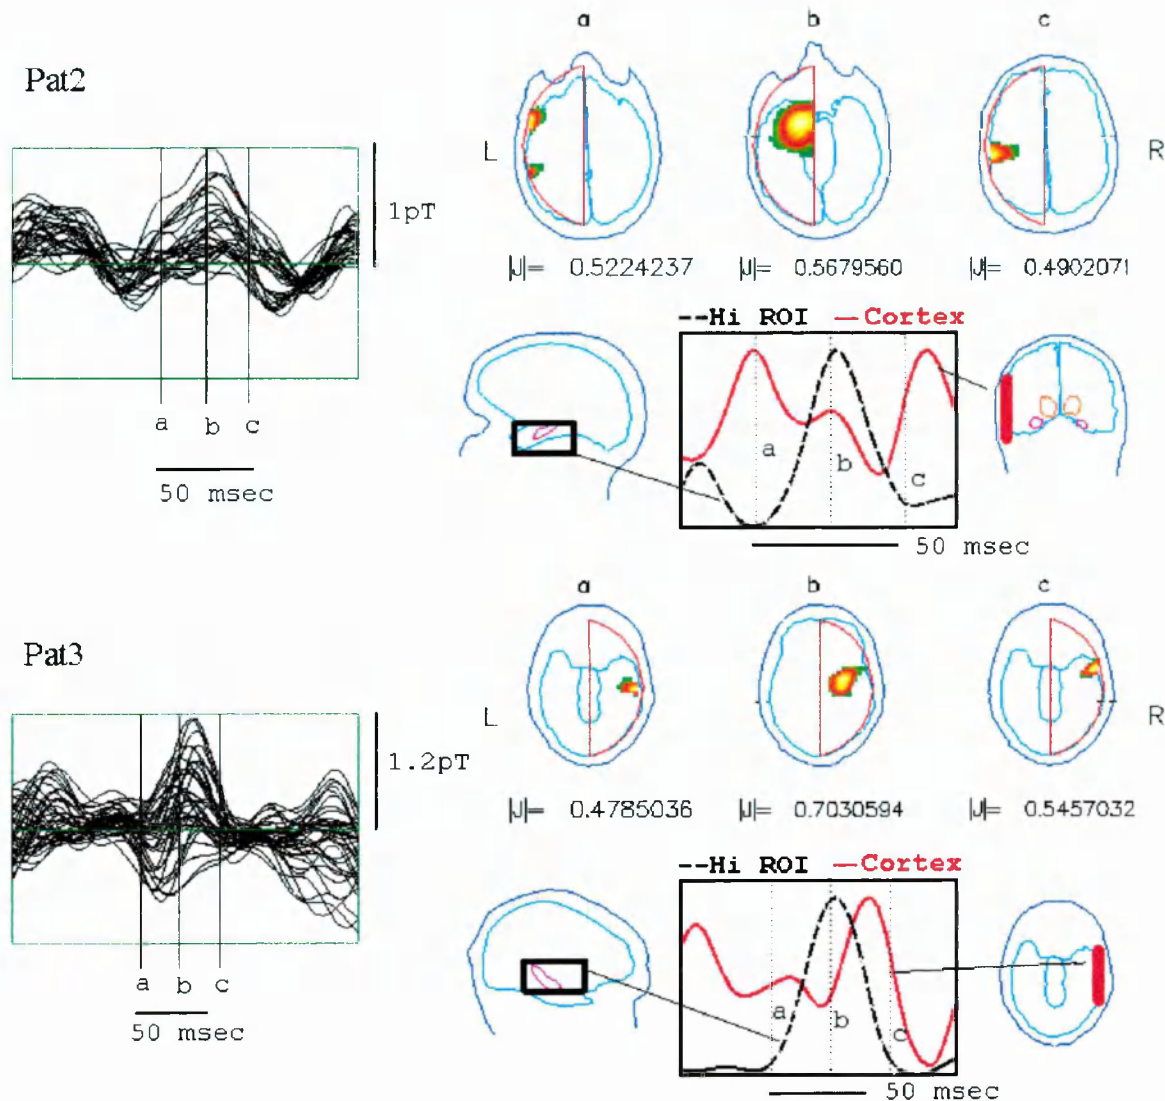 a b c
Pat2
L R
1pT
|J|= 0.5224237 |J|= 0.5679560 |J|= 0.4902071
--Hi ROI —Cortex
a b c
a b c
50 msec
50 msec
a b c
Pat3
L R
1.2pT
|J|= 0.4785036 |J|= 0.7030594 |J|= 0.5457032
--Hi ROI —Cortex
a b c
a b c
50 msec
50 msec